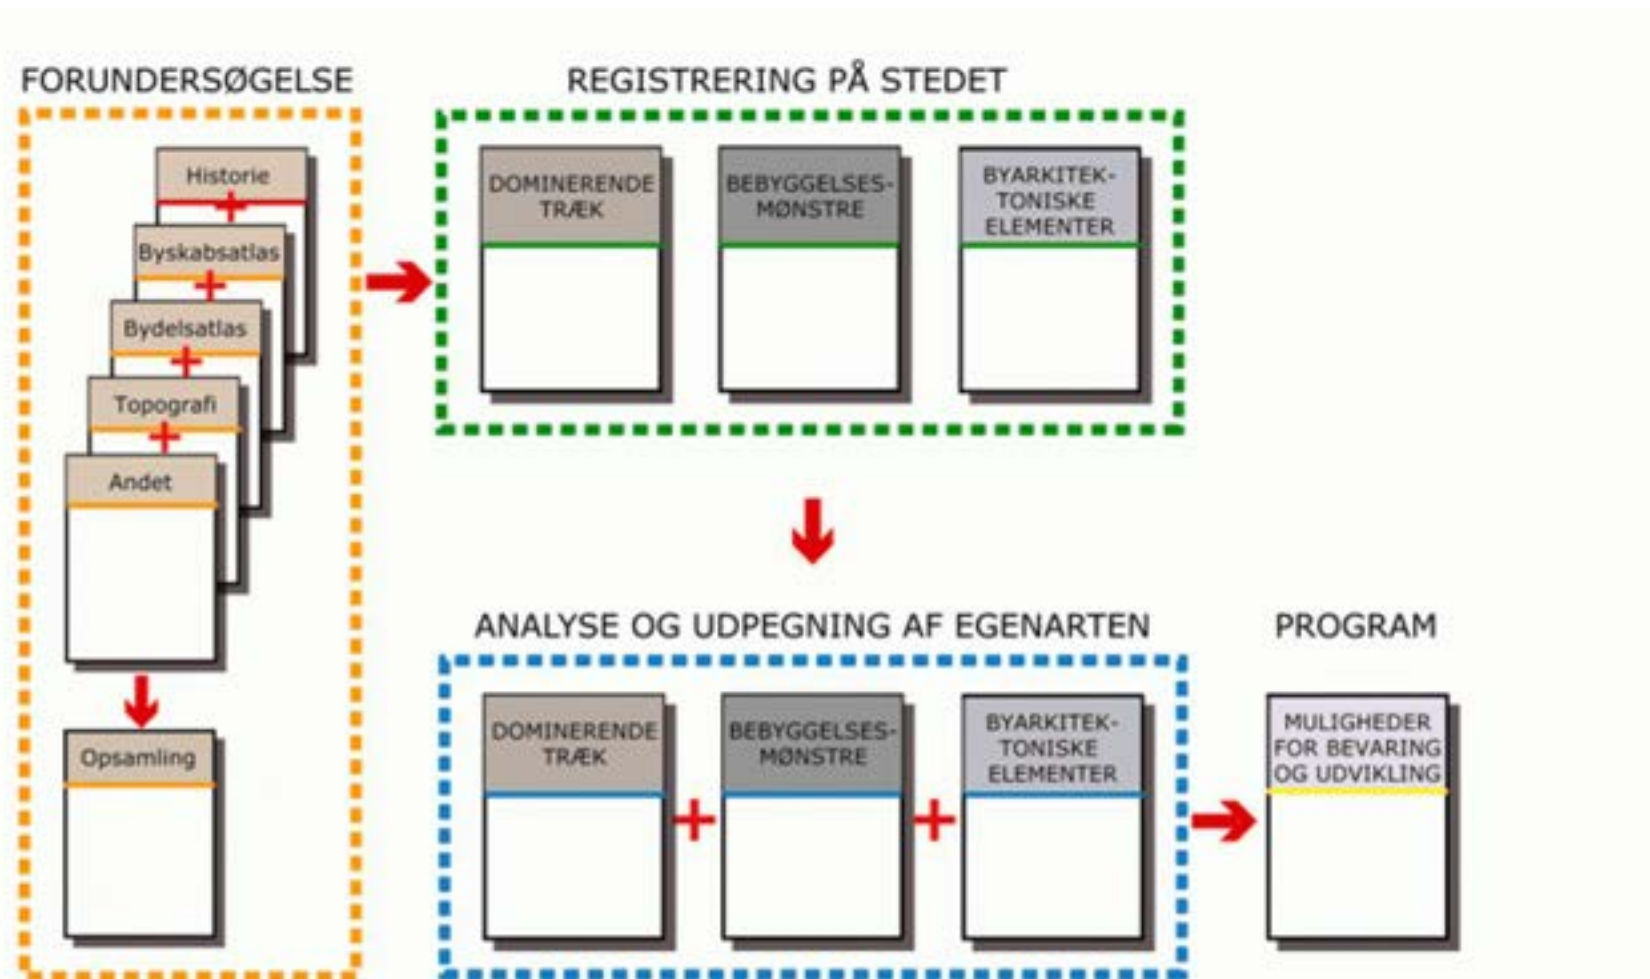 FORUNDERSØGELSE
Historie
Byskabsatlas
Bydelsatlas
Topografi
Andet
Opsamling
REGISTRERING PÅ STEDET
DOMINERENDE
TRÆK
BEBYGGELSES-
MØNSTRE
BYARKITEK-
TONISKE
ELEMENTER
ANALYSE OG UDPEGNING AF EGENARTEN
DOMINERENDE
TRÆK
BEBYGGELSES-
MØNSTRE
BYARKITEK-
TONISKE
ELEMENTER
PROGRAM
MULIGHEDER
FOR BEVARING
OG UDVIKLING